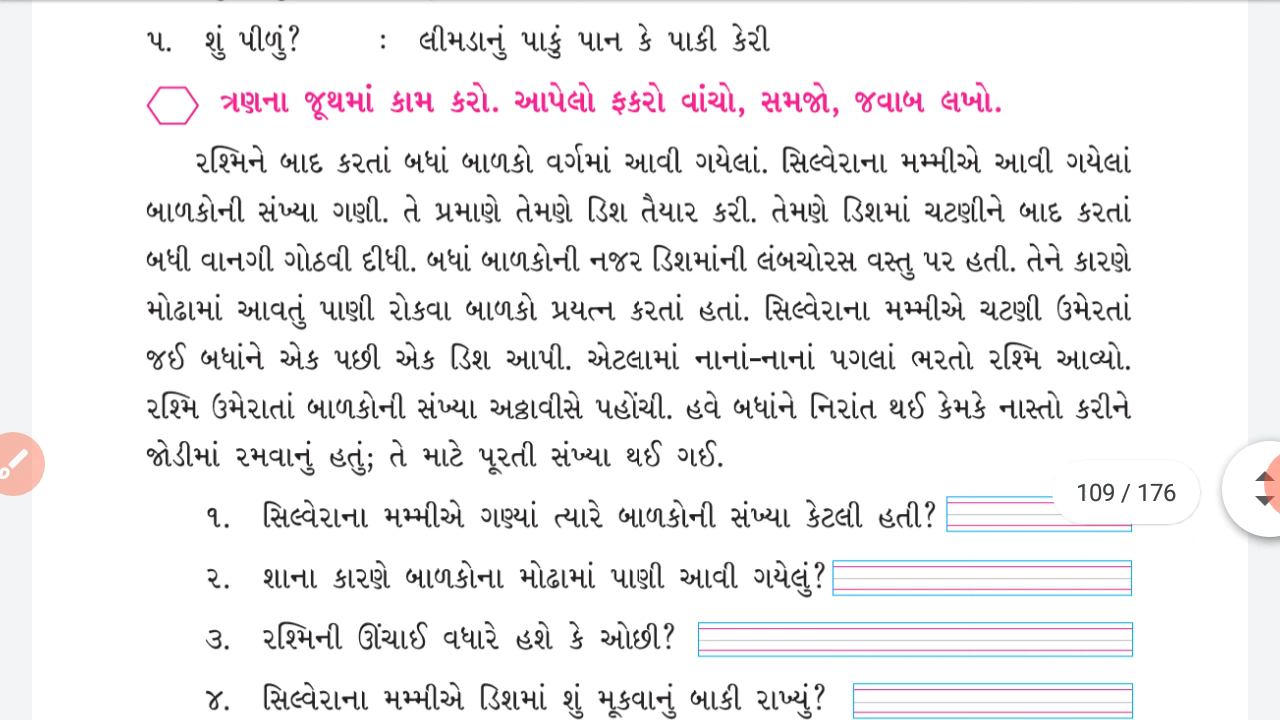 ૫. શું પીળું? : લીમડાનું પાકું પાન કે પાકી કેરી
ત્રણના જૂથમાં કામ કરો. આપેલો ફકરો વાંચો, સમજો, જવાબ લખો.
રશ્મિને બાદ કરતાં બધાં બાળકો વર્ગમાં આવી ગયેલાં. સિલ્વેરાના મમ્મીએ આવી ગયેલાં
બાળકોની સંખ્યા ગણી. તે પ્રમાણે તેમણે ડિશ તૈયાર કરી. તેમણે ડિશમાં ચટણીને બાદ કરતાં
બધી વાનગી ગોઠવી દીધી. બધાં બાળકોની નજર ડિશમાંની લંબચોરસ વસ્તુ પર હતી. તેને કારણે
મોઢામાં આવતું પાણી રોકવા બાળકો પ્રયત્ન કરતાં હતાં. સિલ્વેરાના મમ્મીએ ચટણી ઉમેરતાં
જઈ બધાંને એક પછી એક ડિશ આપી. એટલામાં નાનાં-નાનાં પગલાં ભરતો રશ્મિ આવ્યો.
રશ્મિ ઉમેરાતાં બાળકોની સંખ્યા અઠ્ઠાવીસે પહોંચી. હવે બધાંને નિરાંત થઈ કેમકે નાસ્તો કરીને
જોડીમાં રમવાનું હતું; તે માટે પૂરતી સંખ્યા થઈ ગઈ.
109 / 176
૧. સિલ્વેરાના મમ્મીએ ગણ્યાં ત્યારે બાળકોની સંખ્યા કેટલી હતી?
૨. શાના કારણે બાળકોના મોઢામાં પાણી આવી ગયેલું?
૩. રશ્મિની ઊંચાઈ વધારે હશે કે ઓછી?
૪. સિલ્વેરાના મમ્મીએ ડિશમાં શું મૂકવાનું બાકી રાખ્યું?